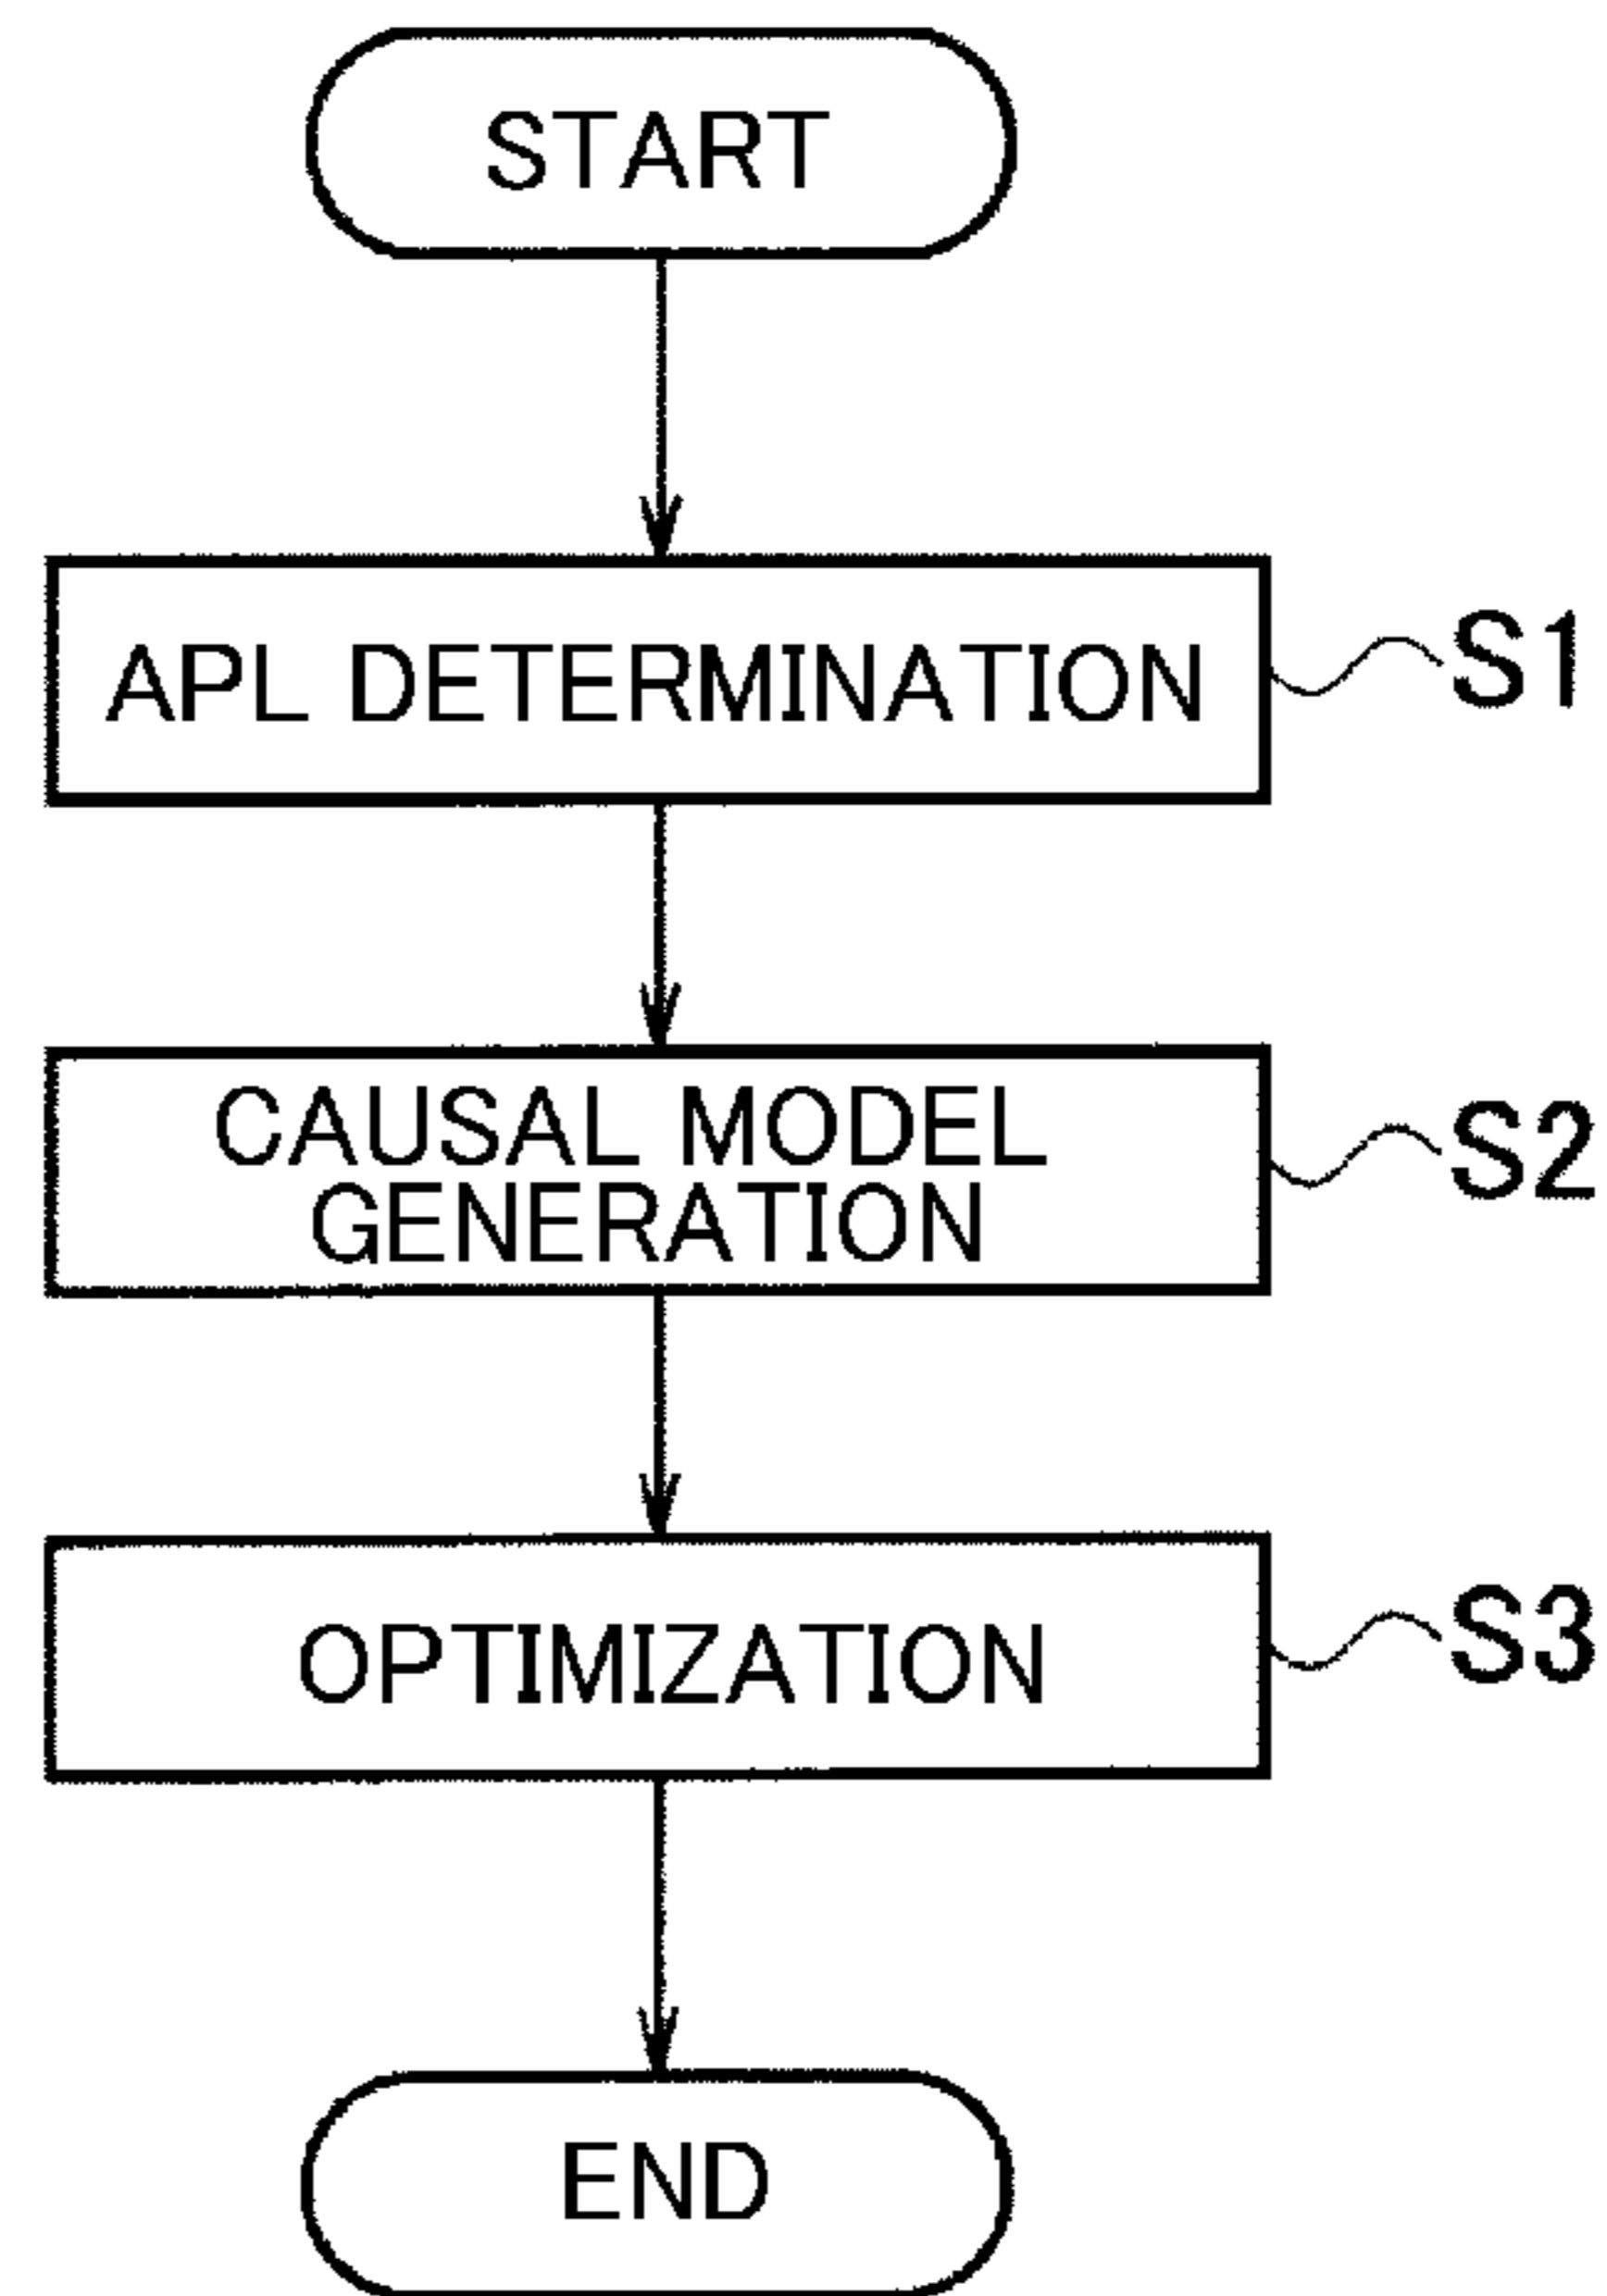 START
APL DETERMINATION
S1
CAUSAL MODEL
GENERATION
S2
OPTIMIZATION
S3
END